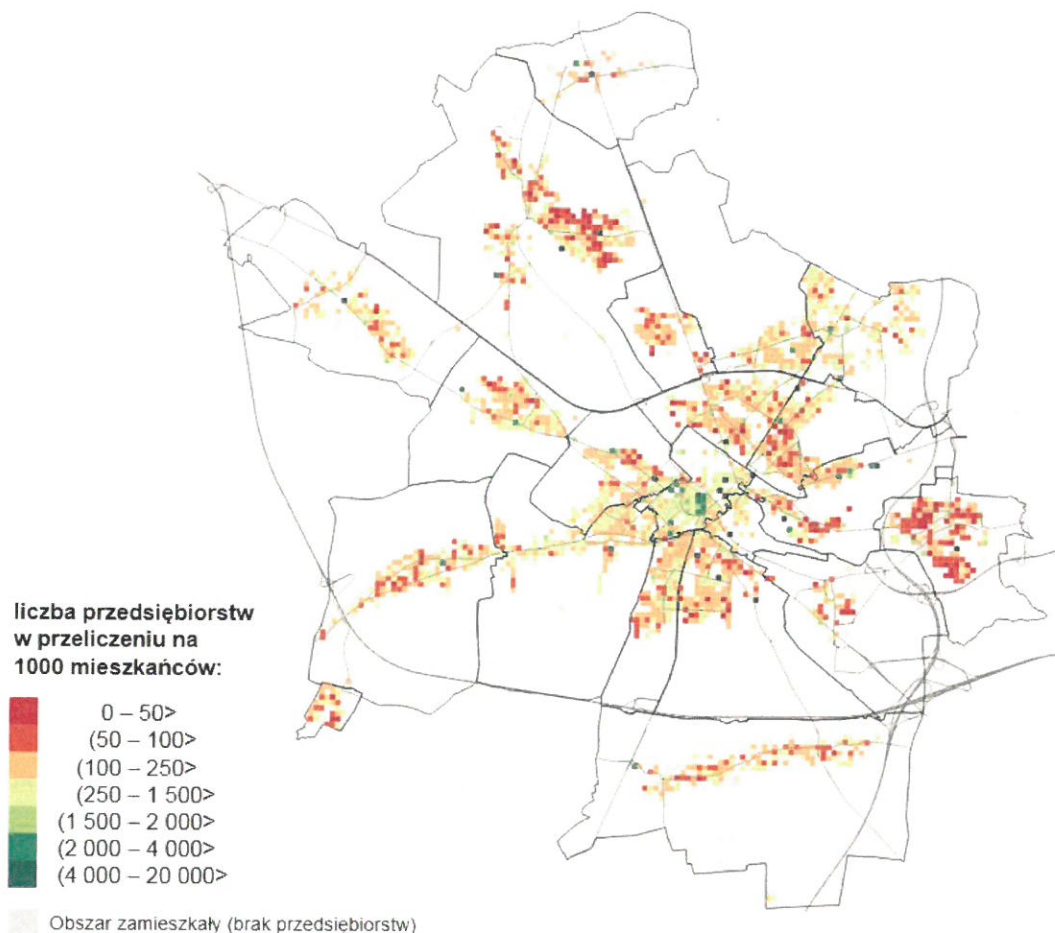 liczba przedsiębiorstw
w przeliczeniu na
1000 mieszkańców:
0 – 50>
(50 – 100>
(100 – 250>
(250 – 1 500>
(1 500 – 2 000>
(2 000 – 4 000>
(4 000 – 20 000>
Obszar zamieszkały (brak przedsiębiorstw)